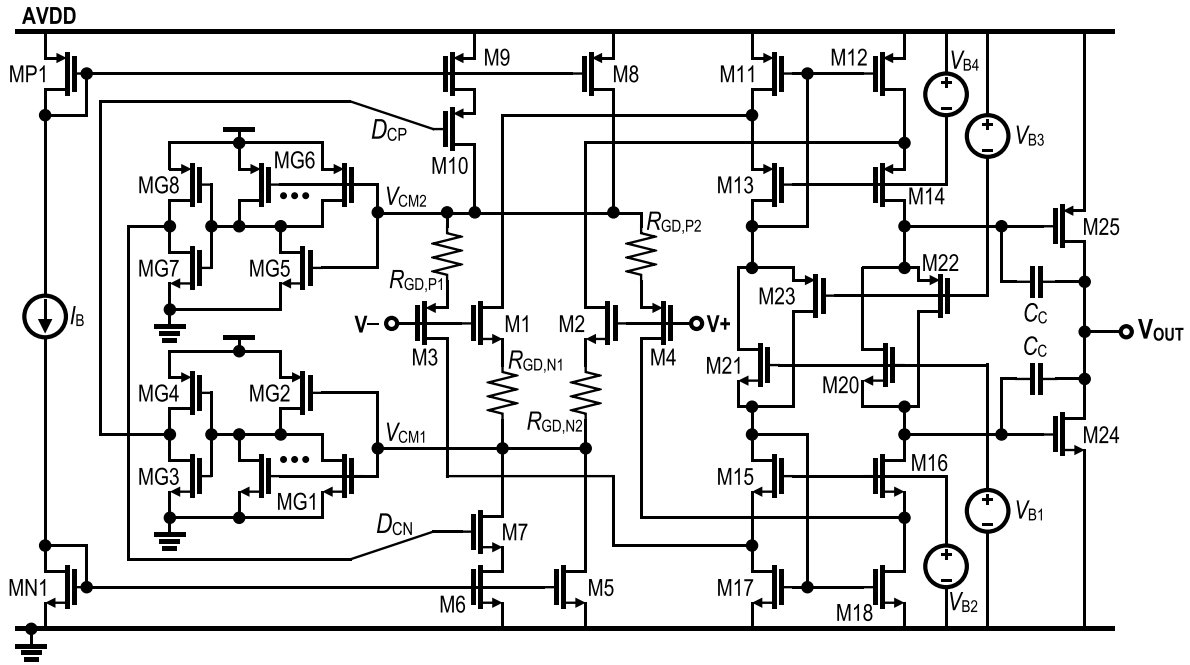 AVDD
MP1
M9
M8
M11
M12
VB4
VB3
DCP
M10
MG8
MG6
VCM2
M13
M14
RGD,P2
M25
MG7
MG5
RGD,P1
M23
M22
CC
IB
V−
M1
M2
V+
VOUT
M3
M4
CC
MG4
MG2
RGD,N1
M21
M20
RGD,N2
VCM1
M24
MG3
MG1
M15
M16
DCN
M7
VB1
MN1
M6
M5
M17
M18
VB2